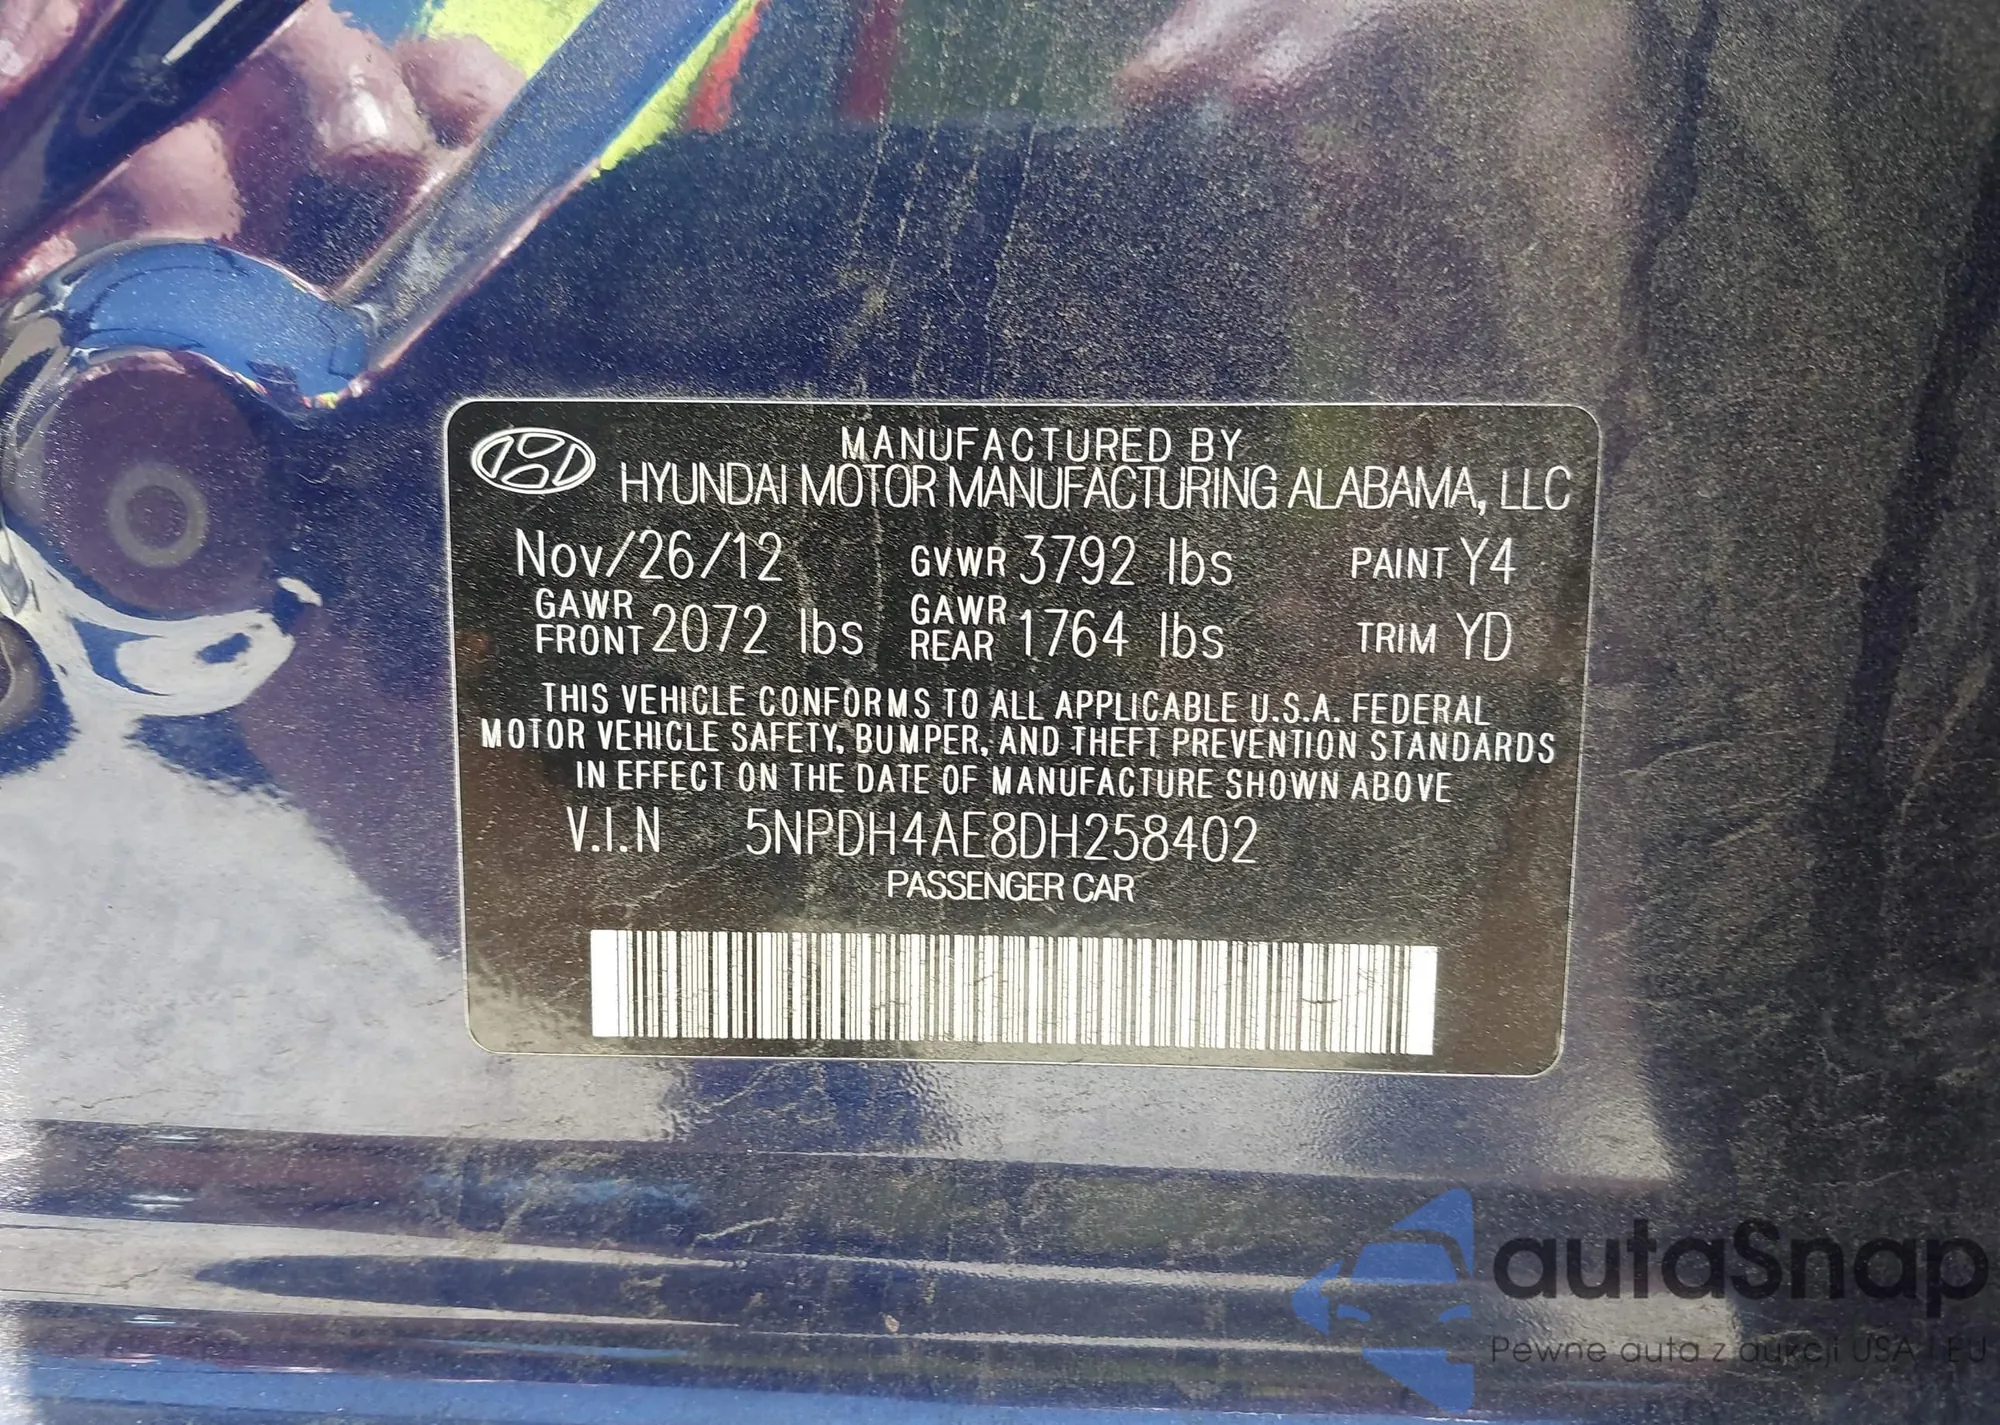 MANUFACTURED BY
HYUNDAI MOTOR MANUFACTURING ALABAMA, LLC
Nov/26/12 GVWR 3792 lbs PAINT Y4
GAWR FRONT 2072 lbs GAWR REAR 1764 lbs TRIM YD
THIS VEHICLE CONFORMS TO ALL APPLICABLE U.S.A. FEDERAL
MOTOR VEHICLE SAFETY, BUMPER, AND THEFT PREVENTION STANDARDS
IN EFFECT ON THE DATE OF MANUFACTURE SHOWN ABOVE
V.I.N 5NPDH4AE8DH258402
PASSENGER CAR
autaSnap
Pewne auta z aukcji USA i EU